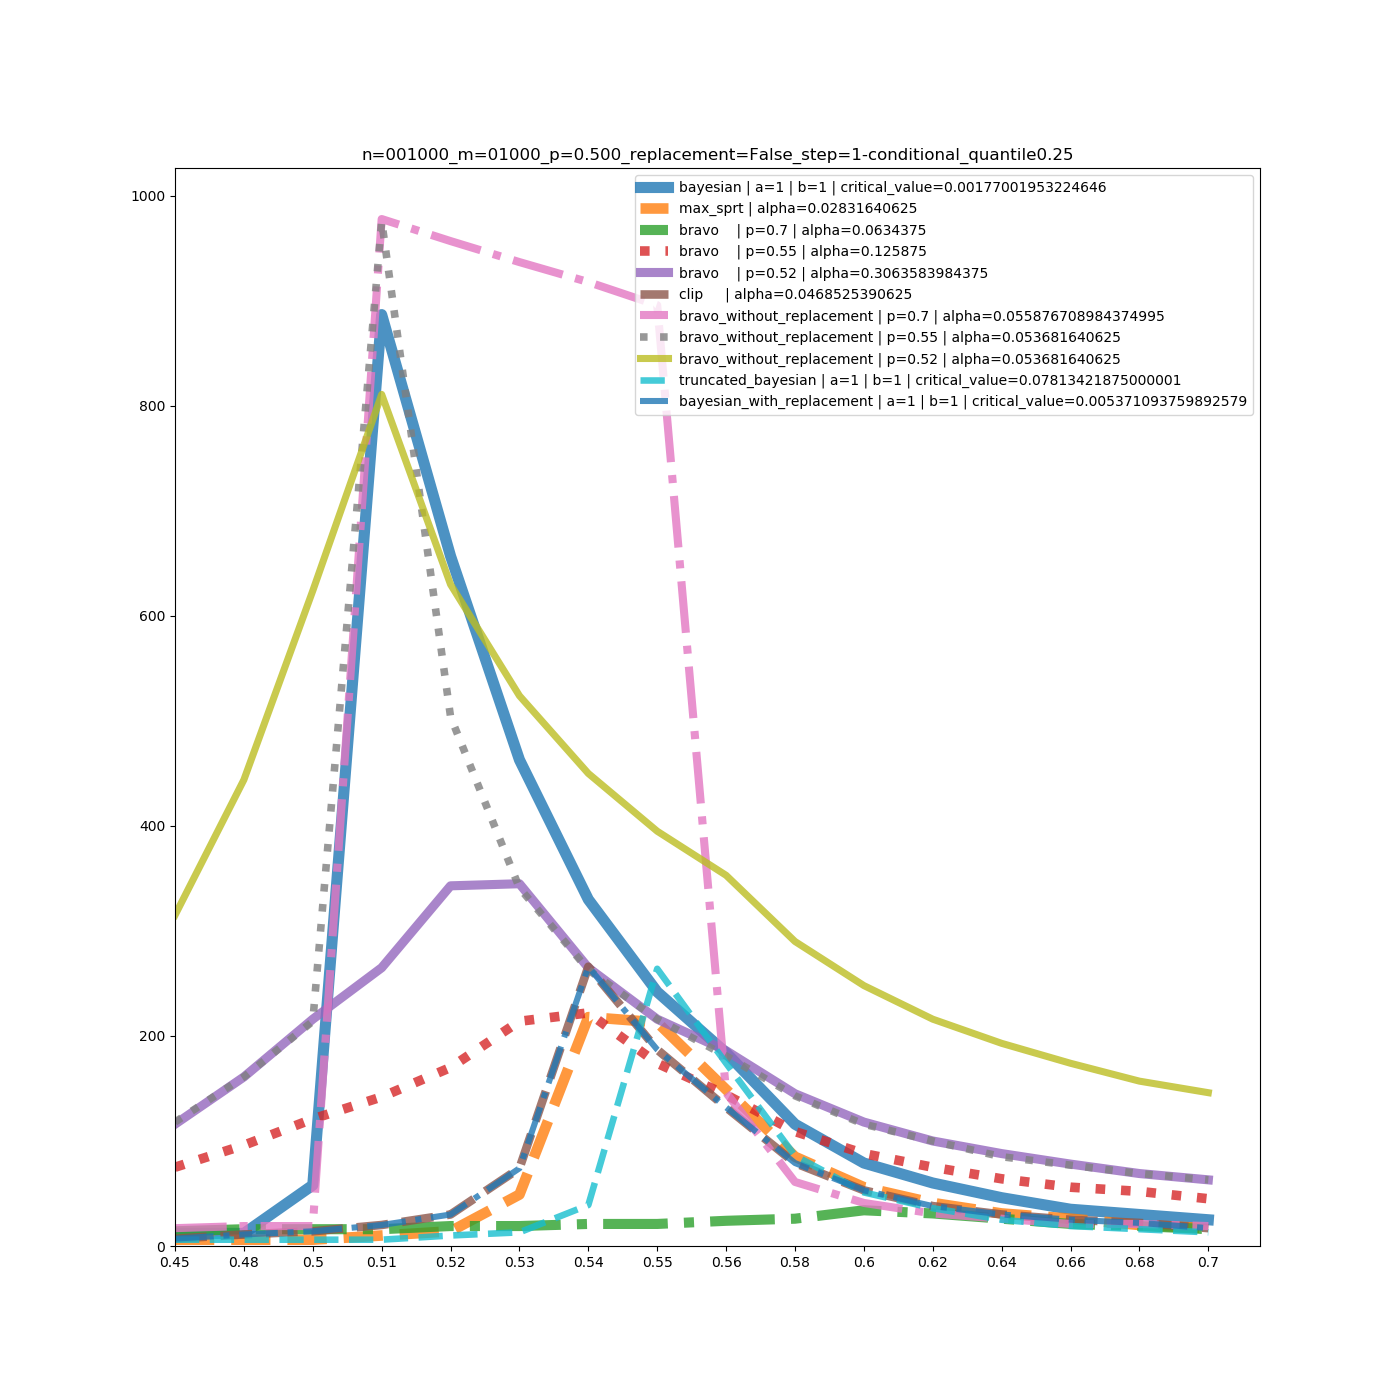 n=001000_m=01000_p=0.500_replacement=False_step=1-conditional_quantile0.25
bayesian | a=1 | b=1 | critical_value=0.00177001953224646
max_sprt | alpha=0.02831640625
bravo | p=0.7 | alpha=0.0634375
bravo | p=0.55 | alpha=0.125875
bravo | p=0.52 | alpha=0.3063583984375
clip | alpha=0.0468525390625
bravo_without_replacement | p=0.7 | alpha=0.055876708984374995
bravo_without_replacement | p=0.55 | alpha=0.053681640625
bravo_without_replacement | p=0.52 | alpha=0.053681640625
truncated_bayesian | a=1 | b=1 | critical_value=0.07813421875000001
bayesian_with_replacement | a=1 | b=1 | critical_value=0.005371093759892579
1000
800
600
400
200
0
0.45 0.48 0.5 0.51 0.52 0.53 0.54 0.55 0.56 0.58 0.6 0.62 0.64 0.66 0.68 0.7